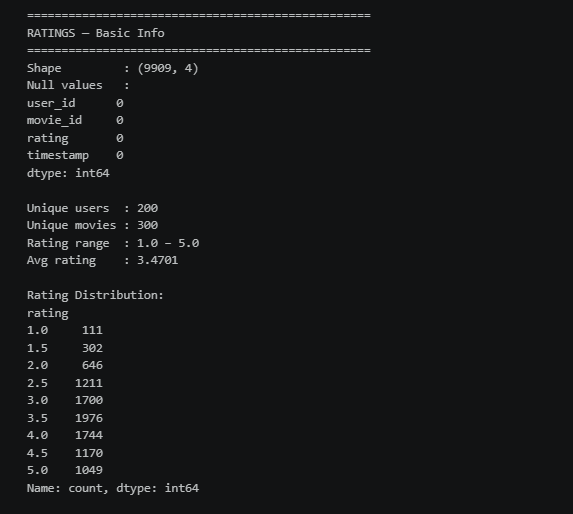 ==================================================
RATINGS — Basic Info
==================================================
Shape         : (9909, 4)
Null values   :
user_id      0
movie_id     0
rating       0
timestamp    0
dtype: int64

Unique users  : 200
Unique movies : 300
Rating range  : 1.0 – 5.0
Avg rating    : 3.4701

Rating Distribution:
rating
1.0     111
1.5     302
2.0     646
2.5    1211
3.0    1700
3.5    1976
4.0    1744
4.5    1170
5.0    1049
Name: count, dtype: int64